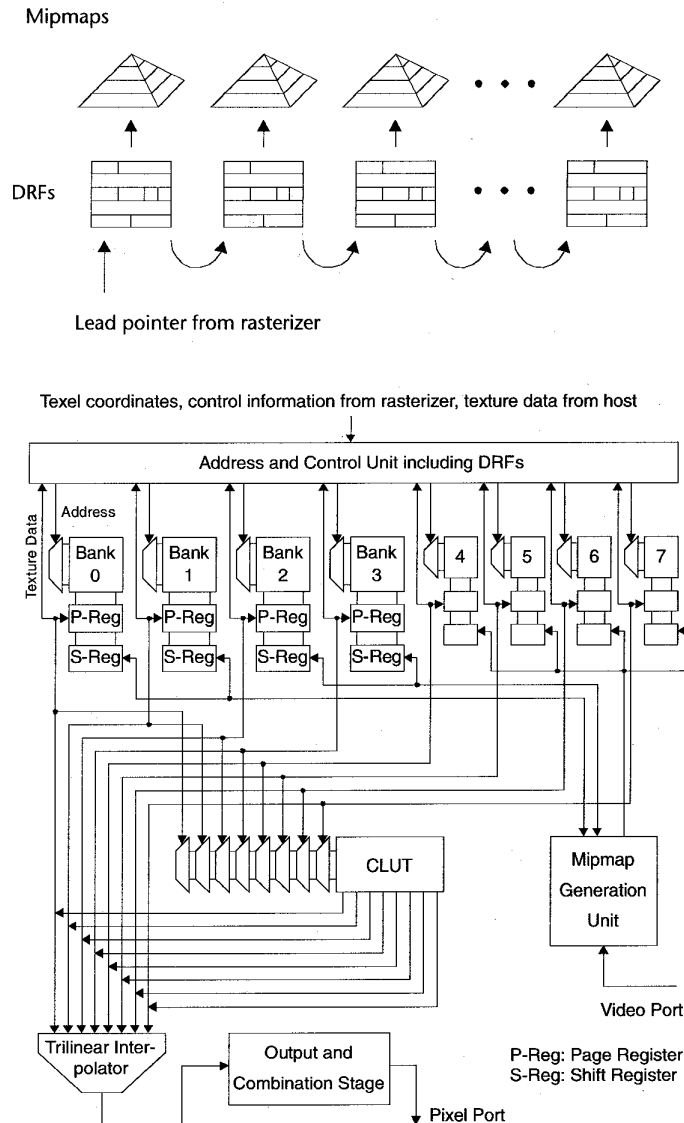 Mipmaps
DRFs
Lead pointer from rasterizer
Texel coordinates, control information from rasterizer, texture data from host
Address and Control Unit including DRFs
Texture Data
Address
Bank
0
Bank
1
Bank
2
Bank
3
4
5
6
7
P-Reg
P-Reg
P-Reg
P-Reg
S-Reg
S-Reg
S-Reg
S-Reg
CLUT
Mipmap
Generation
Unit
Video Port
Trilinear Inter-
polator
Output and
Combination Stage
P-Reg: Page Register
S-Reg: Shift Register
Pixel Port